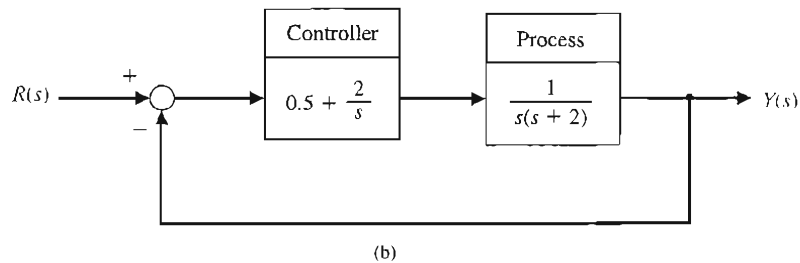 Controller
Process
+
R(s)
0.5 + 2/s
1/s(s + 2)
Y(s)
−
(b)